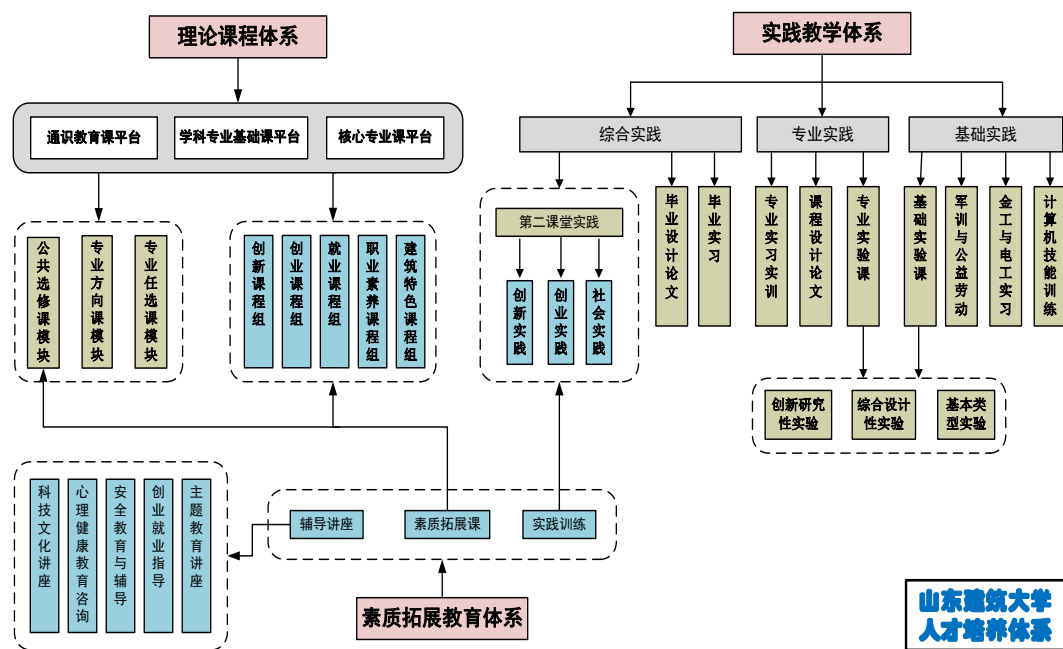 理论课程体系
实践教学体系
通识教育课平台
学科专业基础课平台
核心专业课平台
综合实践
专业实践
基础实践
公共选修课模块
专业方向课模块
专业任选课模块
创新课程组
创业课程组
就业课程组
职业素养课程组
建筑特色课程组
第二课堂实践
创新实践
创业实践
社会实践
毕业设计论文
毕业实习
专业实习实训
课程设计论文
专业实验课
基础实验课
军训与公益劳动
金工与电工实习
计算机技能训练
创新研究
性实验
综合设计
性实验
基本类
型实验
科技文化讲座
心理健康教育咨询
安全教育与辅导
创业就业指导
主题教育讲座
辅导讲座
素质拓展课
实践训练
素质拓展教育体系
山东建筑大学
人才培养体系